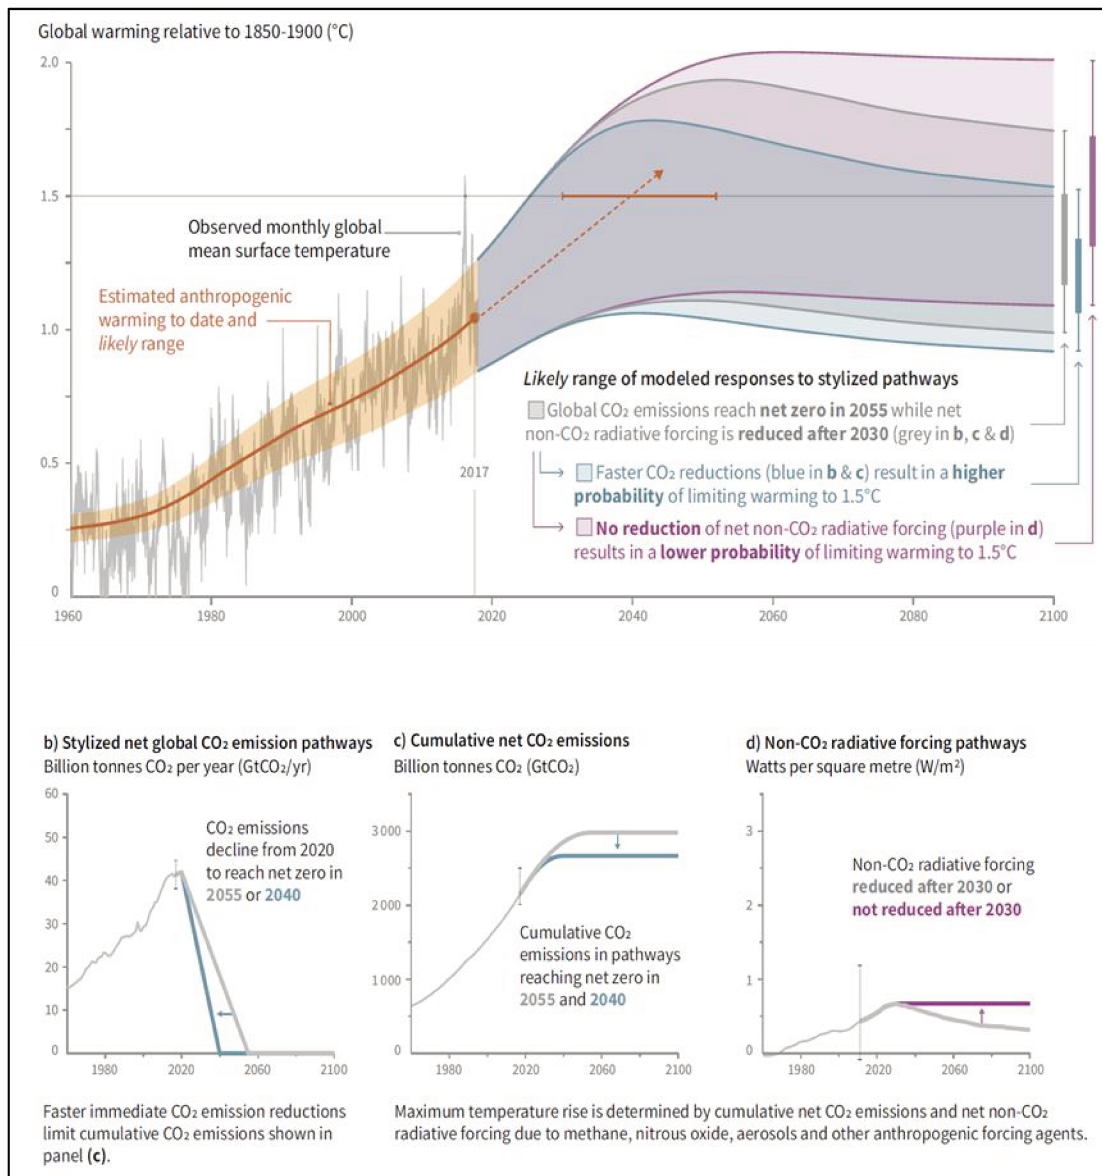 Global warming relative to 1850-1900 (°C)
2.0
1.5
1.0
0.5
0
Observed monthly global
mean surface temperature
Estimated anthropogenic
warming to date and
likely range
2017
Likely range of modeled responses to stylized pathways
Global CO₂ emissions reach net zero in 2055 while net
non-CO₂ radiative forcing is reduced after 2030 (grey in b, c & d)
Faster CO₂ reductions (blue in b & c) result in a higher
probability of limiting warming to 1.5°C
No reduction of net non-CO₂ radiative forcing (purple in d)
results in a lower probability of limiting warming to 1.5°C
1960 1980 2000 2020 2040 2060 2080 2100
b) Stylized net global CO₂ emission pathways
Billion tonnes CO₂ per year (GtCO₂/yr)
60
50
40
30
20
10
0
CO₂ emissions
decline from 2020
to reach net zero in
2055 or 2040
1980 2020 2060 2100
Faster immediate CO₂ emission reductions
limit cumulative CO₂ emissions shown in
panel (c).
c) Cumulative net CO₂ emissions
Billion tonnes CO₂ (GtCO₂)
3 000
2 000
1 000
0
Cumulative CO₂
emissions in pathways
reaching net zero in
2055 and 2040
1980 2020 2060 2100
d) Non-CO₂ radiative forcing pathways
Watts per square metre (W/m²)
3
2
1
0
Non-CO₂ radiative forcing
reduced after 2030 or
not reduced after 2030
1980 2020 2060 2100
Maximum temperature rise is determined by cumulative net CO₂ emissions and net non-CO₂
radiative forcing due to methane, nitrous oxide, aerosols and other anthropogenic forcing agents.